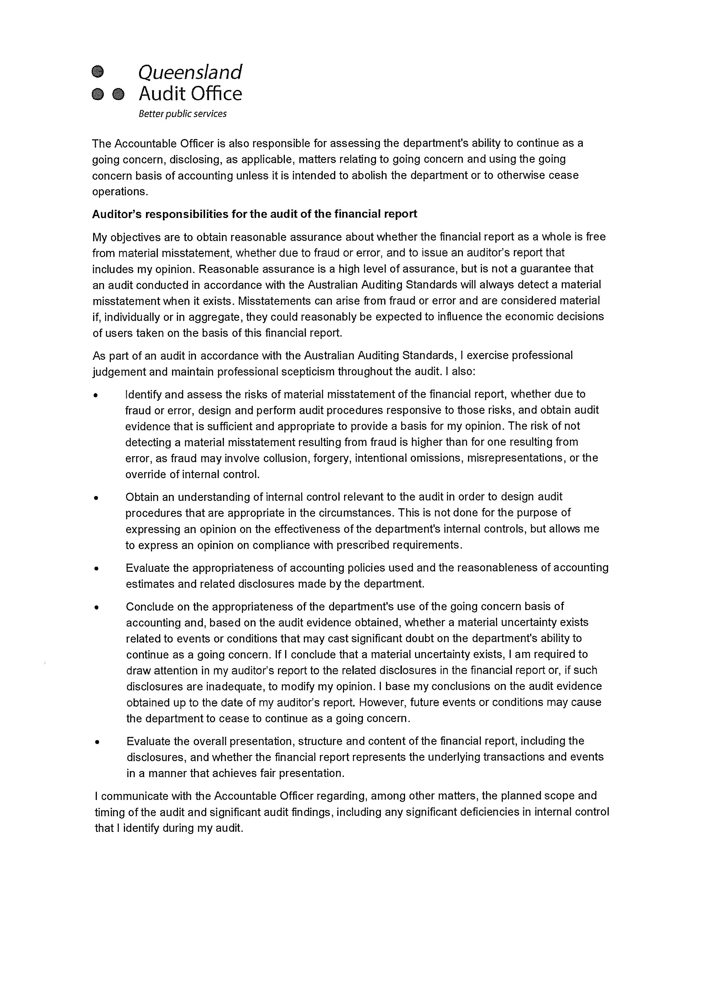 Queensland
Audit Office
Better public services
The Accountable Officer is also responsible for assessing the department's ability to continue as a
going concern, disclosing, as applicable, matters relating to going concern and using the going
concern basis of accounting unless it is intended to abolish the department or to otherwise cease
operations.
Auditor's responsibilities for the audit of the financial report
My objectives are to obtain reasonable assurance about whether the financial report as a whole is free
from material misstatement, whether due to fraud or error, and to issue an auditor's report that
includes my opinion. Reasonable assurance is a high level of assurance, but is not a guarantee that
an audit conducted in accordance with the Australian Auditing Standards will always detect a material
misstatement when it exists. Misstatements can arise from fraud or error and are considered material
if, individually or in aggregate, they could reasonably be expected to influence the economic decisions
of users taken on the basis of this financial report.
As part of an audit in accordance with the Australian Auditing Standards, I exercise professional
judgement and maintain professional scepticism throughout the audit. I also:
• Identify and assess the risks of material misstatement of the financial report, whether due to
fraud or error, design and perform audit procedures responsive to those risks, and obtain audit
evidence that is sufficient and appropriate to provide a basis for my opinion. The risk of not
detecting a material misstatement resulting from fraud is higher than for one resulting from
error, as fraud may involve collusion, forgery, intentional omissions, misrepresentations, or the
override of internal control.
• Obtain an understanding of internal control relevant to the audit in order to design audit
procedures that are appropriate in the circumstances. This is not done for the purpose of
expressing an opinion on the effectiveness of the department's internal controls, but allows me
to express an opinion on compliance with prescribed requirements.
• Evaluate the appropriateness of accounting policies used and the reasonableness of accounting
estimates and related disclosures made by the department.
• Conclude on the appropriateness of the department's use of the going concern basis of
accounting and, based on the audit evidence obtained, whether a material uncertainty exists
related to events or conditions that may cast significant doubt on the department's ability to
continue as a going concern. If I conclude that a material uncertainty exists, I am required to
draw attention in my auditor's report to the related disclosures in the financial report or, if such
disclosures are inadequate, to modify my opinion. I base my conclusions on the audit evidence
obtained up to the date of my auditor's report. However, future events or conditions may cause
the department to cease to continue as a going concern.
• Evaluate the overall presentation, structure and content of the financial report, including the
disclosures, and whether the financial report represents the underlying transactions and events
in a manner that achieves fair presentation.
I communicate with the Accountable Officer regarding, among other matters, the planned scope and
timing of the audit and significant audit findings, including any significant deficiencies in internal control
that I identify during my audit.